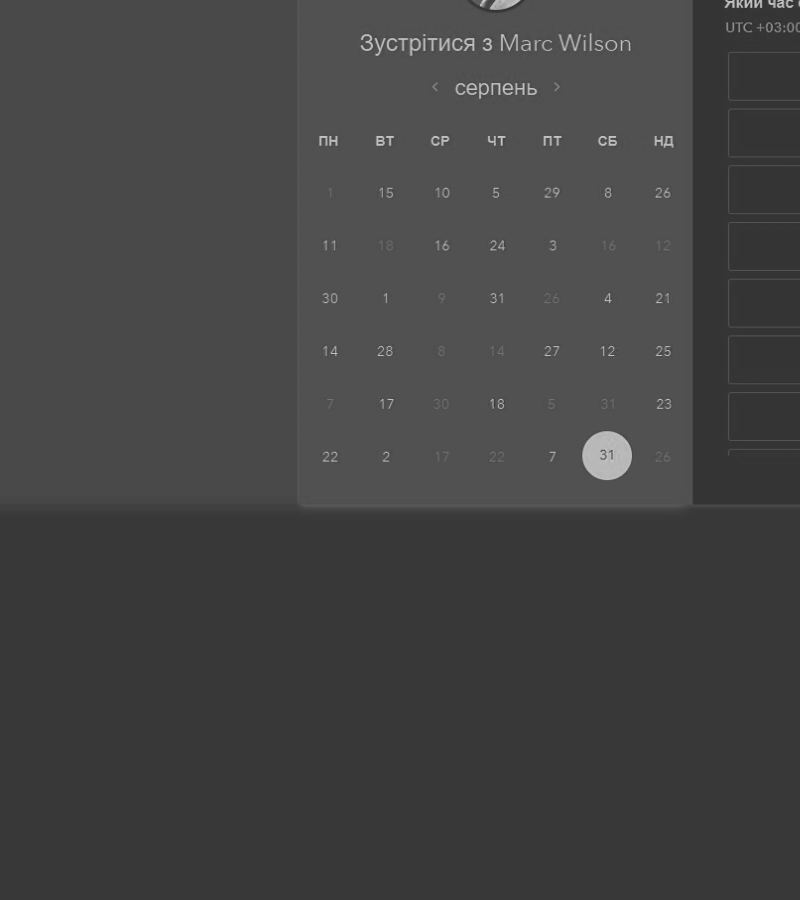 Який час
UTC +03:00
Зустрітися з Marc Wilson
< серпень >
ПН ВТ СР ЧТ ПТ СБ НД
1 15 10 5 29 8 26
11 18 16 24 3 16 12
30 1 9 31 26 4 21
14 28 8 14 27 12 25
7 17 30 18 5 31 23
22 2 17 22 7 31 26